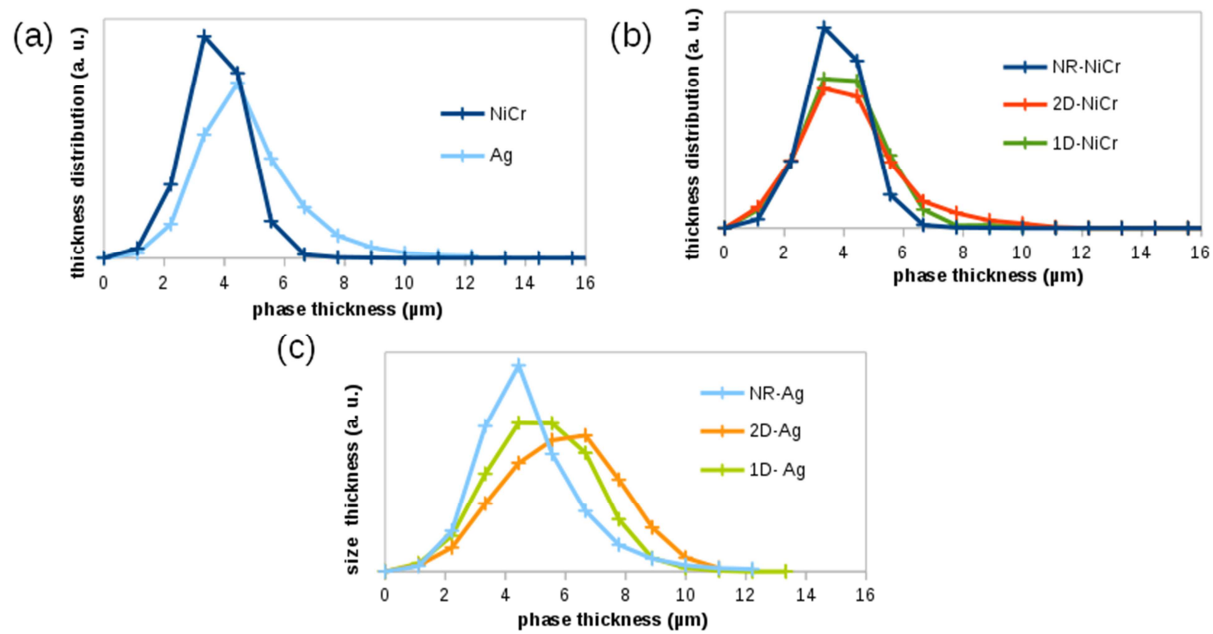 (a)
thickness distribution (a. u.)
NiCr
Ag
0 2 4 6 8 10 12 14 16
phase thickness (µm)
(b)
thickness distribution (a. u.)
NR-NiCr
2D-NiCr
1D-NiCr
0 2 4 6 8 10 12 14 16
phase thickness (µm)
(c)
size thickness (a. u.)
NR-Ag
2D-Ag
1D- Ag
0 2 4 6 8 10 12 14 16
phase thickness (µm)